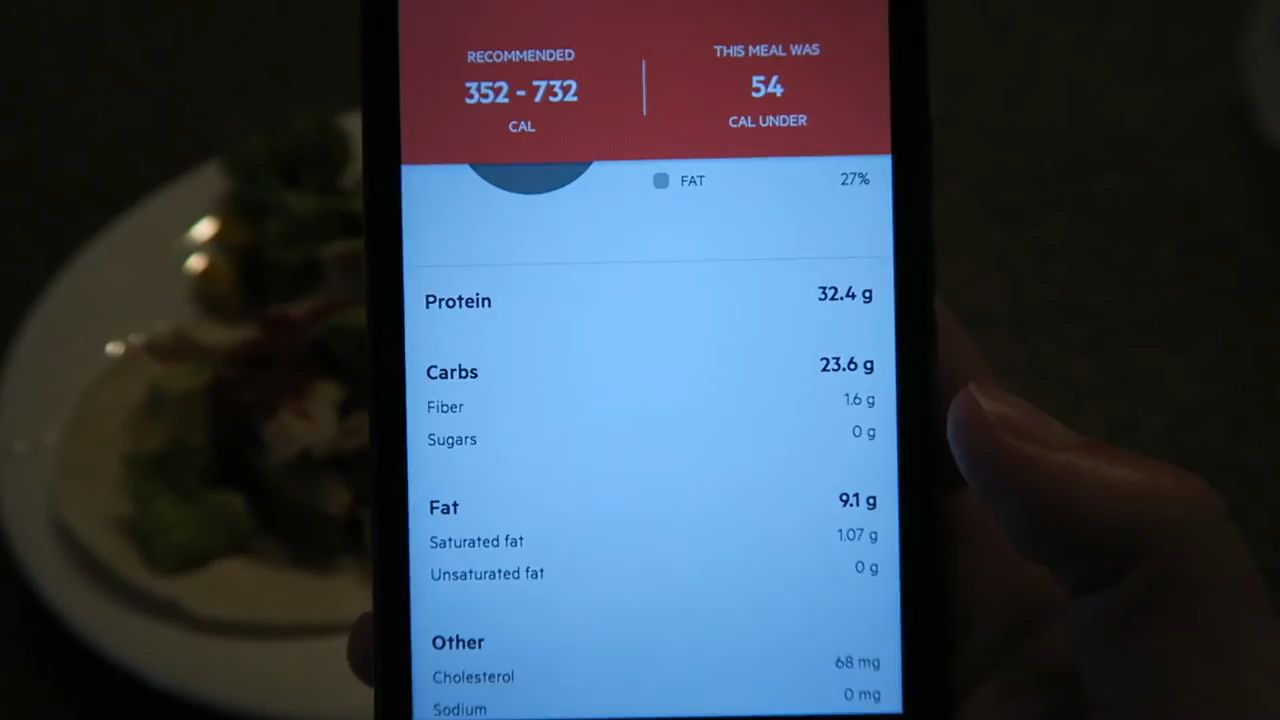 RECOMMENDED
352 - 732
CAL
THIS MEAL WAS
54
CAL UNDER
FAT 27%
Protein 32.4 g
Carbs 23.6 g
Fiber 1.6 g
Sugars 0 g
Fat 9.1 g
Saturated fat 1.07 g
Unsaturated fat 0 g
Other
Cholesterol 68 mg
Sodium 0 mg